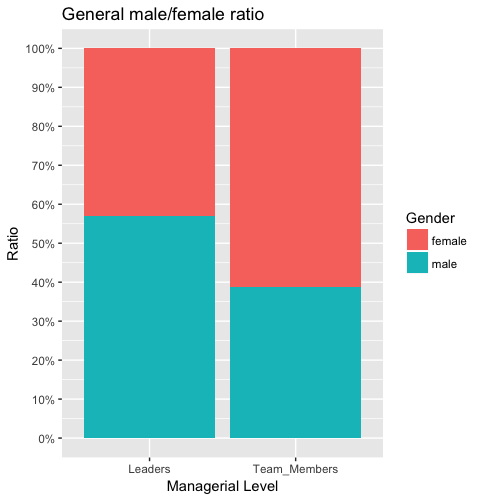 General male/female ratio
100%
90%
80%
70%
60%
50%
40%
30%
20%
10%
0%
Ratio
Leaders
Team_Members
Managerial Level
Gender
female
male